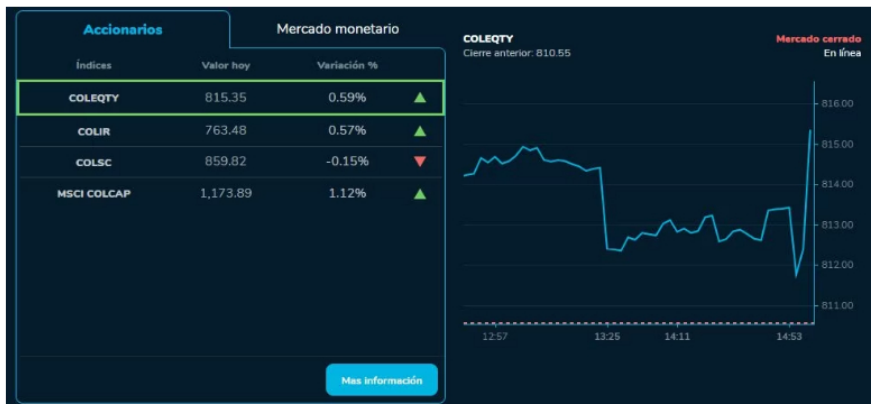 Accionarios
Mercado monetario
Índices Valor hoy Variación %
COLEQTY 815.35 0.59%
COLIR 763.48 0.57%
COLSC 859.82 -0.15%
MSCI COLCAP 1,173.89 1.12%
Mas información
COLEQTY
Cierre anterior: 810.55
Mercado cerrado
En línea
816.00
815.00
814.00
813.00
812.00
811.00
12:57 13:25 14:11 14:53